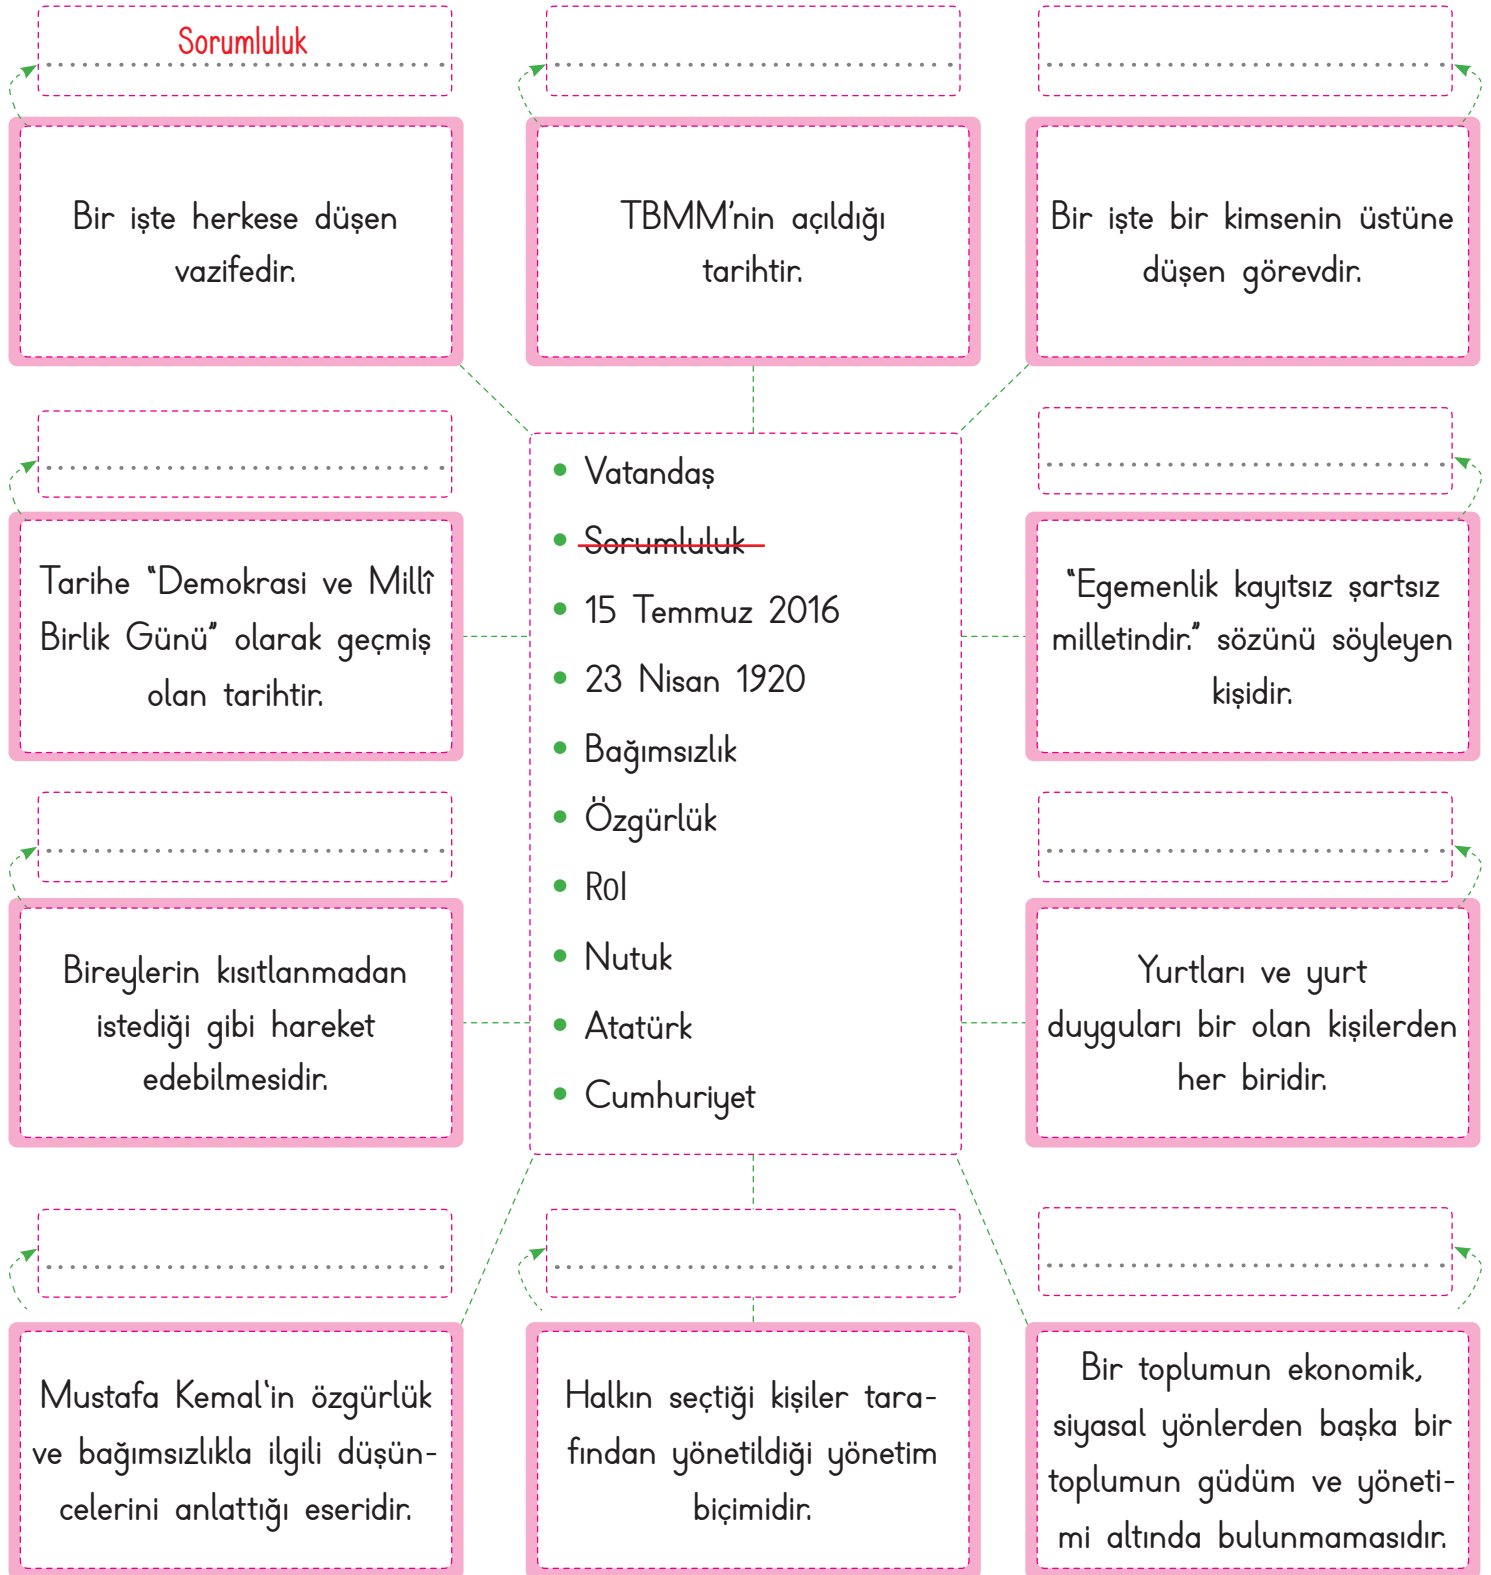 Sorumluluk
Bir işte herkese düşen
vazifedir.
TBMM'nin açıldığı
tarihtir.
Bir işte bir kimsenin üstüne
düşen görevdir.
Tarihe "Demokrasi ve Millî
Birlik Günü" olarak geçmiş
olan tarihtir.
Vatandaş
Sorumluluk
15 Temmuz 2016
23 Nisan 1920
Bağımsızlık
Özgürlük
Rol
Nutuk
Atatürk
Cumhuriyet
"Egemenlik kayıtsız şartsız
milletindir." sözünü söyleyen
kişidir.
Bireylerin kısıtlanmadan
istediği gibi hareket
edebilmesidir.
Yurtları ve yurt
duyguları bir olan kişilerden
her biridir.
Mustafa Kemal'in özgürlük
ve bağımsızlıkla ilgili düşün-
celerini anlattığı eseridir.
Halkın seçtiği kişiler tara-
fından yönetildiği yönetim
biçimidir.
Bir toplumun ekonomik,
siyasal yönlerden başka bir
toplumun güdüm ve yöneti-
mi altında bulunmamasıdır.